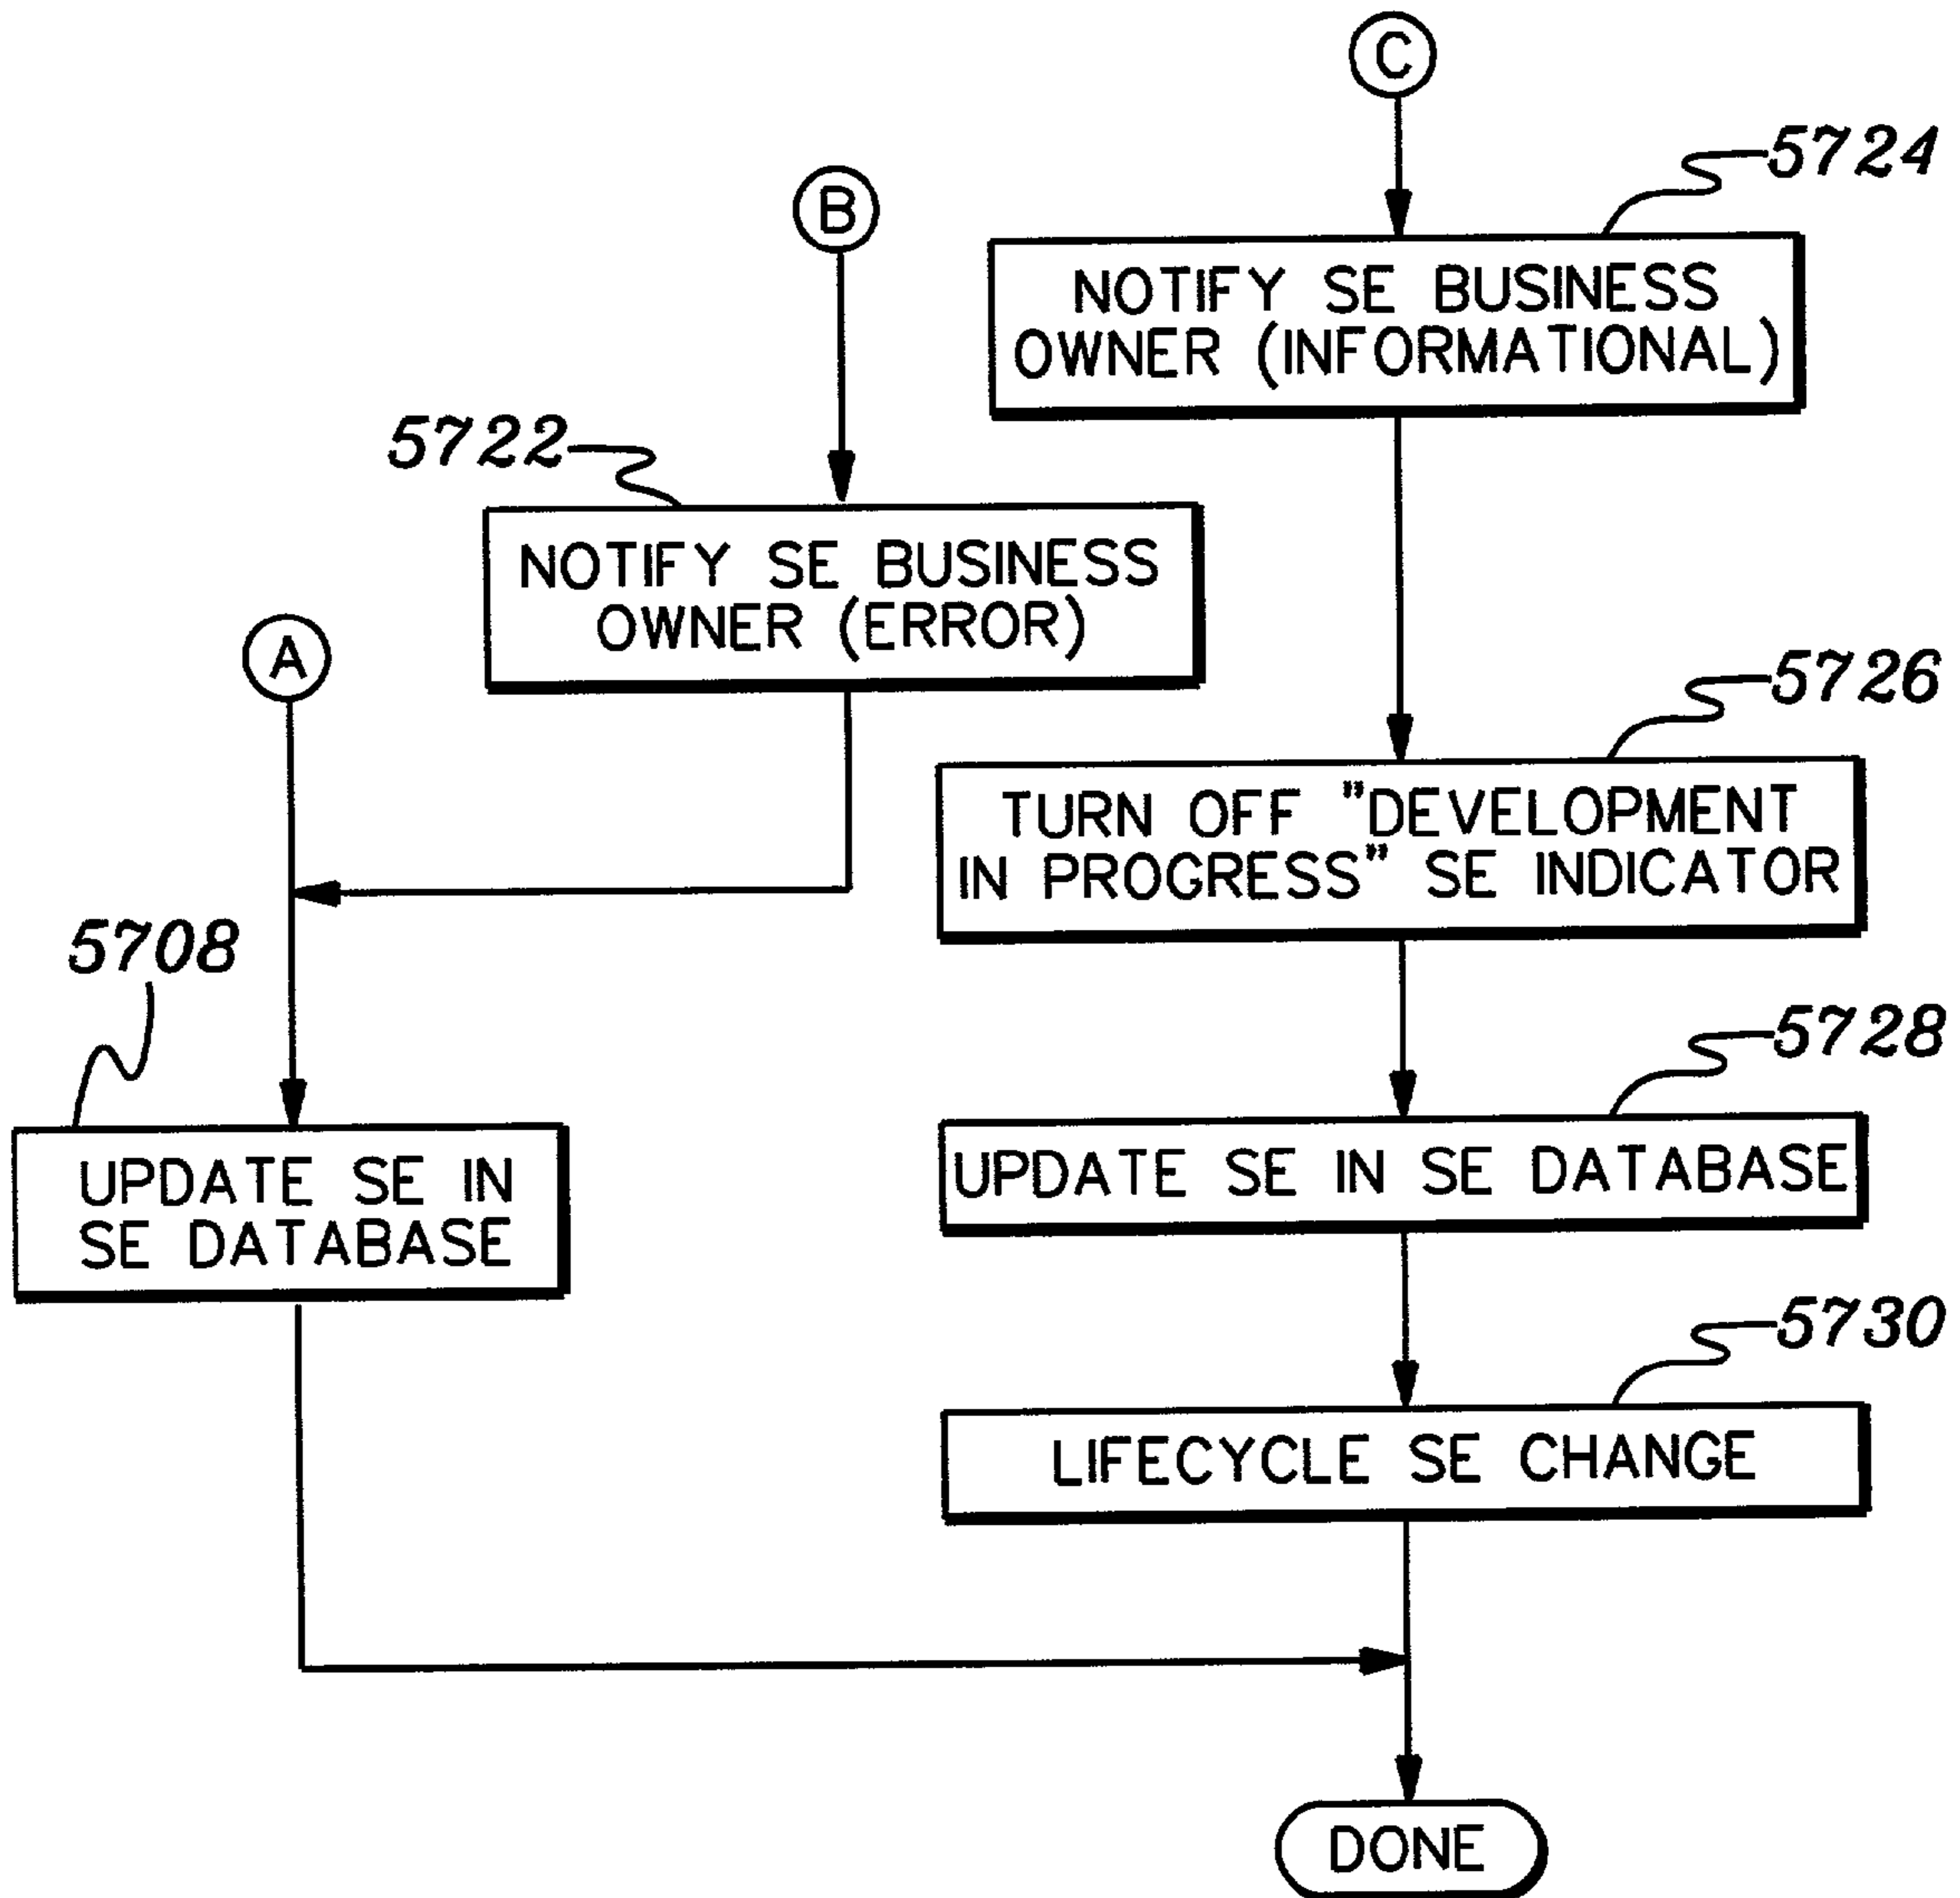 C
5724
B
NOTIFY SE BUSINESS
OWNER (INFORMATIONAL)
5722
NOTIFY SE BUSINESS
OWNER (ERROR)
A
5726
TURN OFF "DEVELOPMENT
IN PROGRESS" SE INDICATOR
5708
5728
UPDATE SE IN
SE DATABASE
UPDATE SE IN SE DATABASE
5730
LIFECYCLE SE CHANGE
DONE